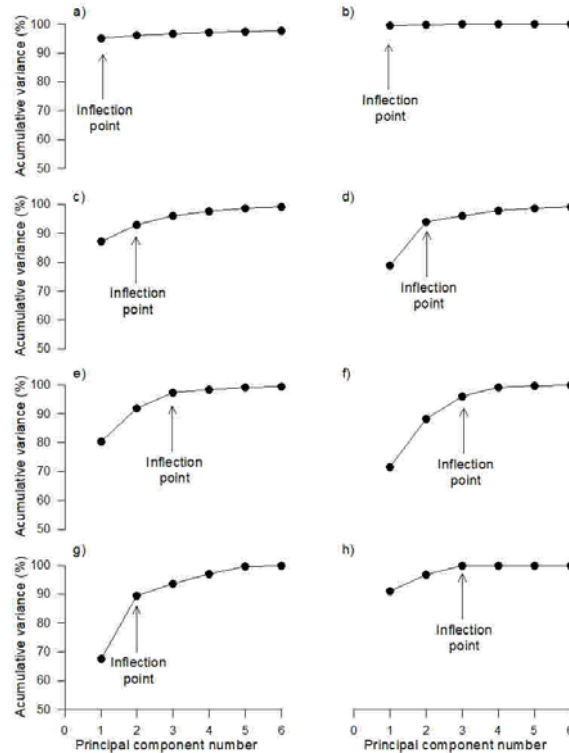 a)
b)
Acumulative variance (%)
100
90
80
70
60
50
Inflection
point
Inflection
point
c)
d)
Acumulative variance (%)
100
90
80
70
60
50
Inflection
point
Inflection
point
e)
f)
Acumulative variance (%)
100
90
80
70
60
50
Inflection
point
Inflection
point
g)
h)
Acumulative variance (%)
100
90
80
70
60
50
Inflection
point
Inflection
point
0 1 2 3 4 5 6
0 1 2 3 4 5 6
Principal component number
Principal component number